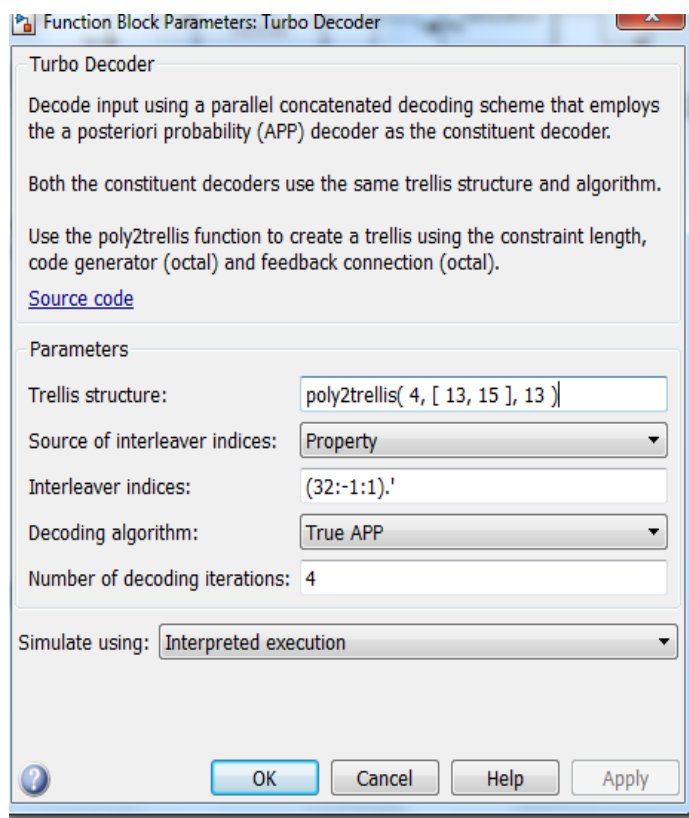 Function Block Parameters: Turbo Decoder
Turbo Decoder
Decode input using a parallel concatenated decoding scheme that employs
the a posteriori probability (APP) decoder as the constituent decoder.
Both the constituent decoders use the same trellis structure and algorithm.
Use the poly2trellis function to create a trellis using the constraint length,
code generator (octal) and feedback connection (octal).
Source code
Parameters
Trellis structure: poly2trellis( 4, [ 13, 15 ], 13 )
Source of interleaver indices: Property
Interleaver indices: (32:-1:1).'
Decoding algorithm: True APP
Number of decoding iterations: 4
Simulate using: Interpreted execution
? OK Cancel Help Apply